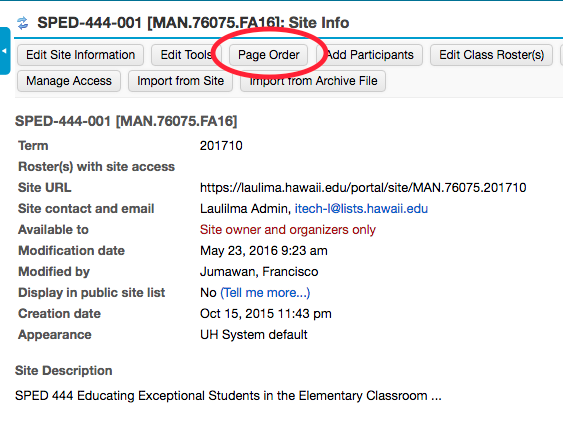 SPED-444-001 [MAN.76075.FA16]: Site Info
Edit Site Information Edit Tools Page Order Add Participants Edit Class Roster(s)
Manage Access Import from Site Import from Archive File
SPED-444-001 [MAN.76075.FA16]
Term 201710
Roster(s) with site access
Site URL https://laulima.hawaii.edu/portal/site/MAN.76075.201710
Site contact and email Laulilma Admin, itech-l@lists.hawaii.edu
Available to Site owner and organizers only
Modification date May 23, 2016 9:23 am
Modified by Jumawan, Francisco
Display in public site list No (Tell me more...)
Creation date Oct 15, 2015 11:43 pm
Appearance UH System default
Site Description
SPED 444 Educating Exceptional Students in the Elementary Classroom ...